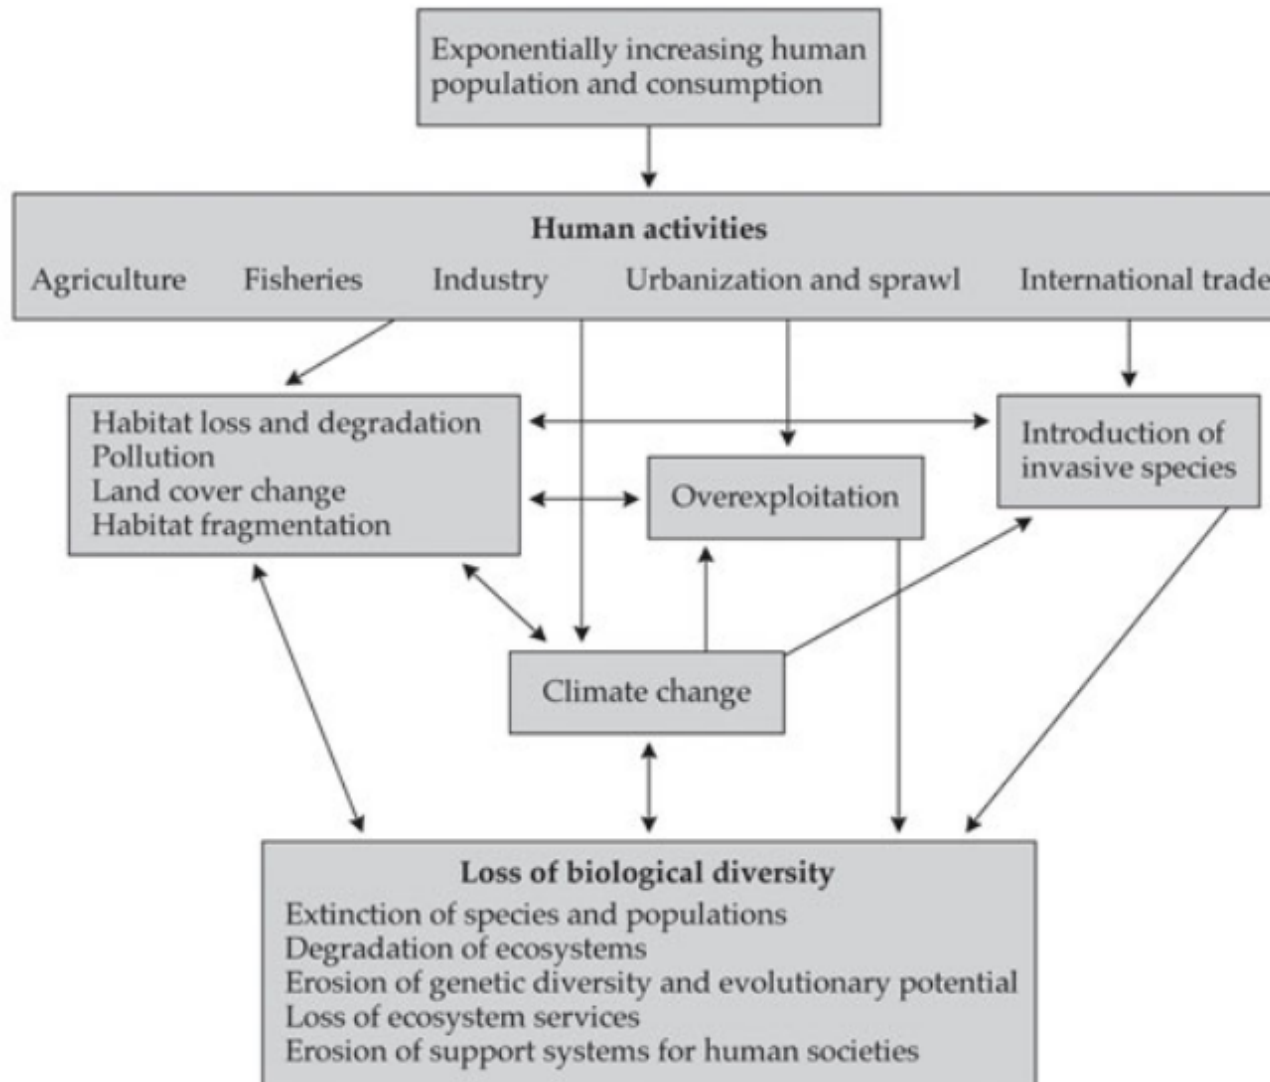 Exponentially increasing human
population and consumption
Human activities
Agriculture Fisheries Industry Urbanization and sprawl International trade
Habitat loss and degradation
Pollution
Land cover change
Habitat fragmentation
Overexploitation
Introduction of
invasive species
Climate change
Loss of biological diversity
Extinction of species and populations
Degradation of ecosystems
Erosion of genetic diversity and evolutionary potential
Loss of ecosystem services
Erosion of support systems for human societies